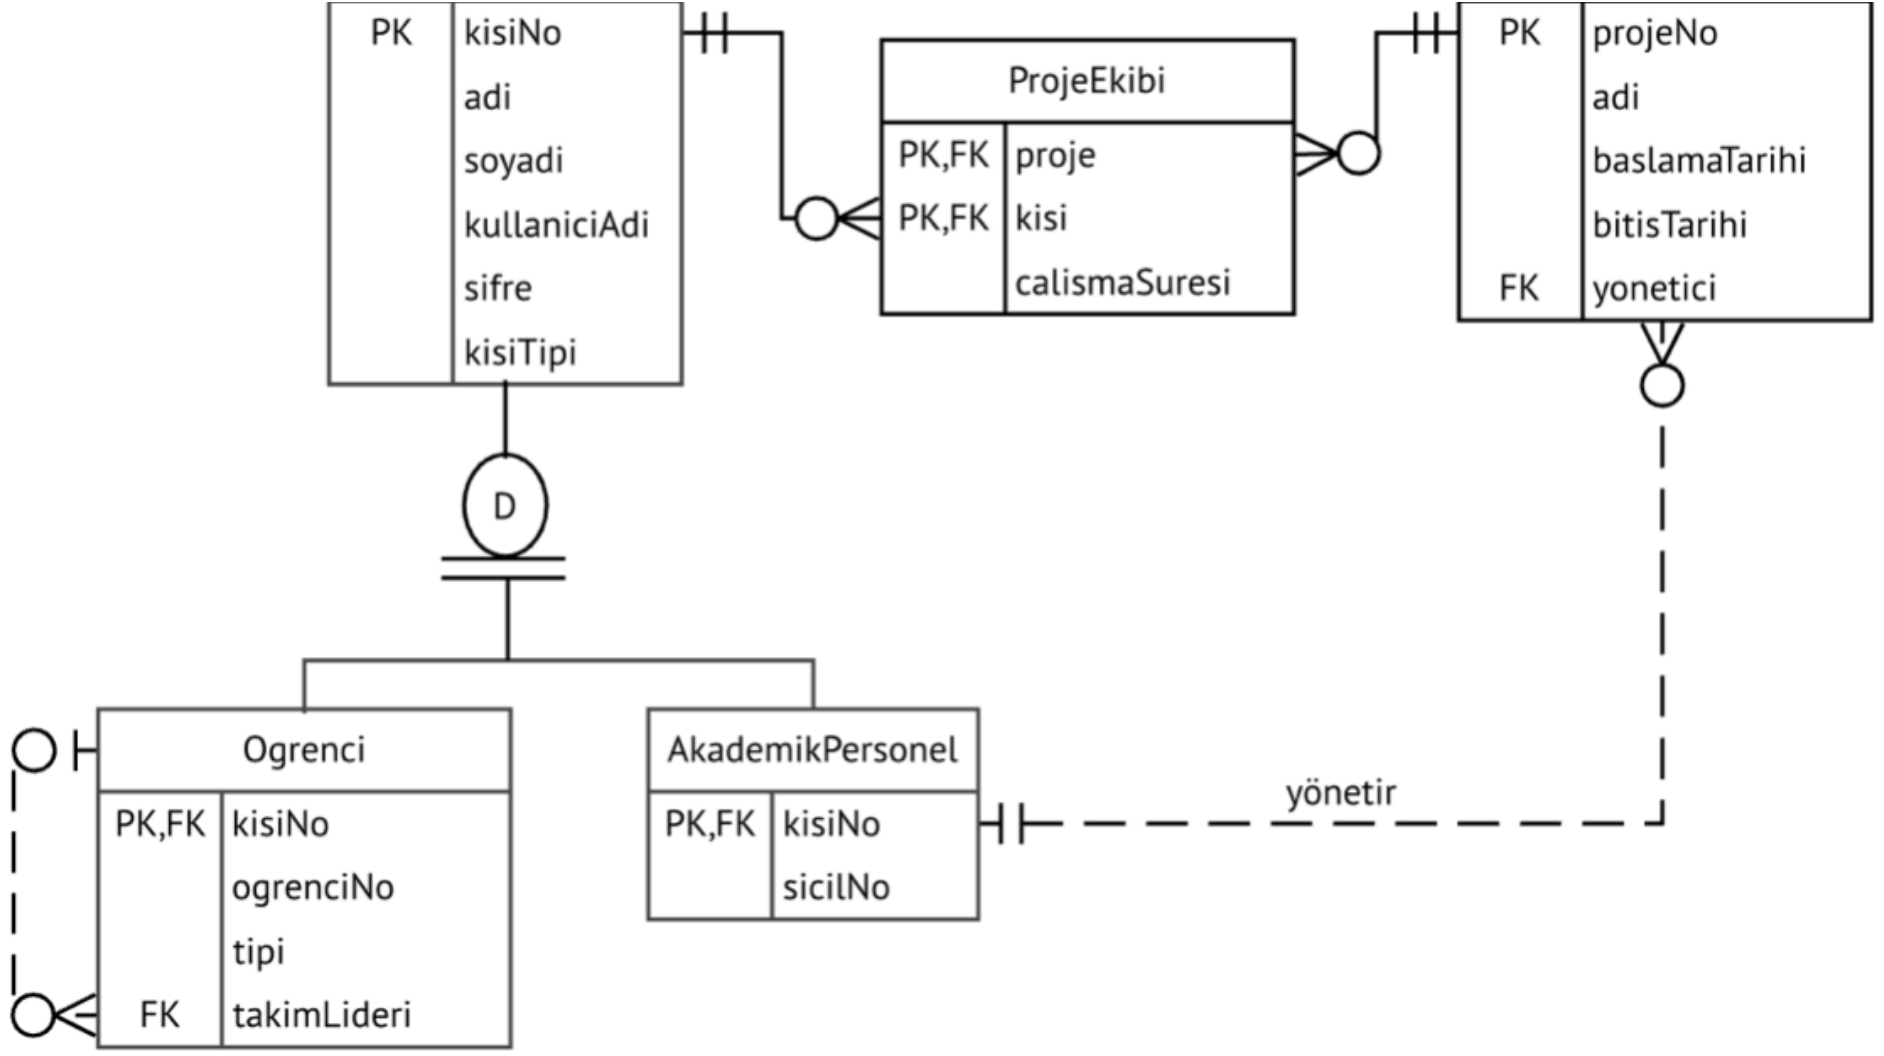 PK kisiNo
adi
soyadi
kullaniciAdi
sifre
kisiTipi
ProjeEkibi
PK,FK proje
PK,FK kisi
calismaSuresi
PK projeNo
adi
baslamaTarihi
bitisTarihi
FK yonetici
D
Ogrenci
PK,FK kisiNo
ogrenciNo
tipi
FK takimLideri
AkademikPersonel
PK,FK kisiNo
sicilNo
yönetir